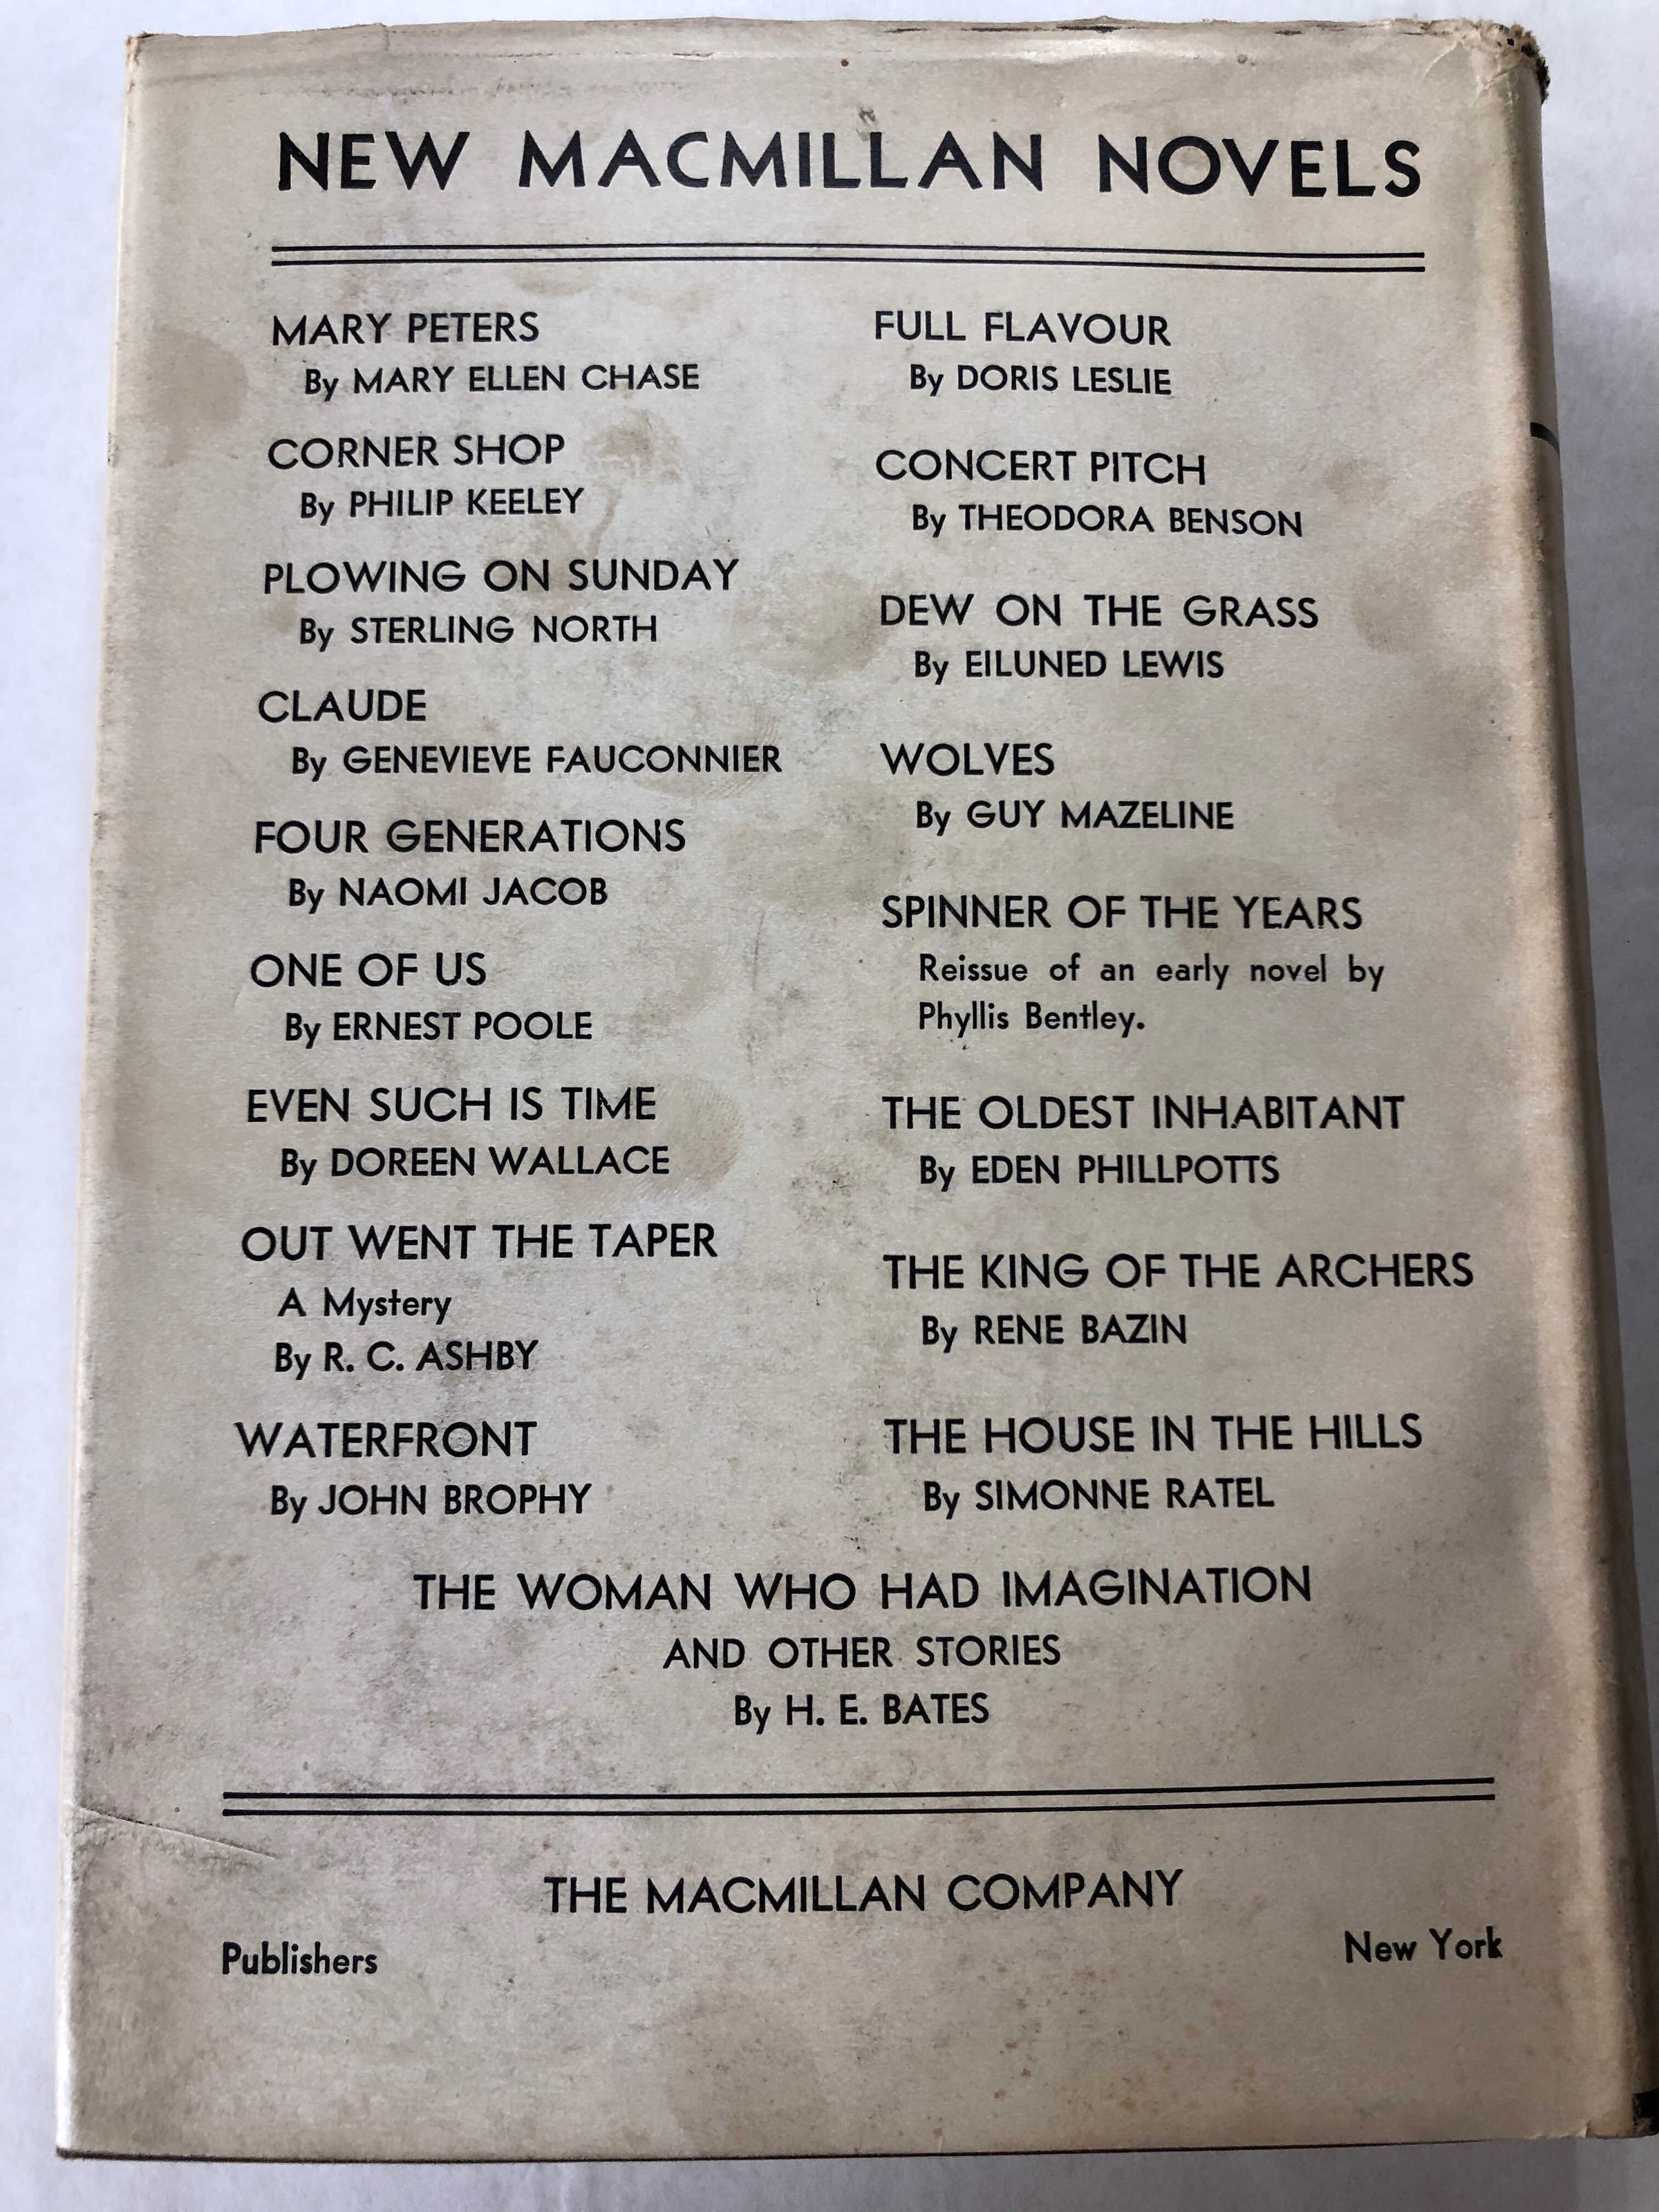 NEW MACMILLAN NOVELS
MARY PETERS
By MARY ELLEN CHASE
CORNER SHOP
By PHILIP KEELEY
PLOWING ON SUNDAY
By STERLING NORTH
CLAUDE
By GENEVIEVE FAUCONNIER
FOUR GENERATIONS
By NAOMI JACOB
ONE OF US
By ERNEST POOLE
EVEN SUCH IS TIME
By DOREEN WALLACE
OUT WENT THE TAPER
A Mystery
By R. C. ASHBY
WATERFRONT
By JOHN BROPHY
FULL FLAVOUR
By DORIS LESLIE
CONCERT PITCH
By THEODORA BENSON
DEW ON THE GRASS
By EILUNED LEWIS
WOLVES
By GUY MAZELINE
SPINNER OF THE YEARS
Reissue of an early novel by
Phyllis Bentley.
THE OLDEST INHABITANT
By EDEN PHILLPOTTS
THE KING OF THE ARCHERS
By RENE BAZIN
THE HOUSE IN THE HILLS
By SIMONNE RATEL
THE WOMAN WHO HAD IMAGINATION
AND OTHER STORIES
By H. E. BATES
THE MACMILLAN COMPANY
Publishers
New York